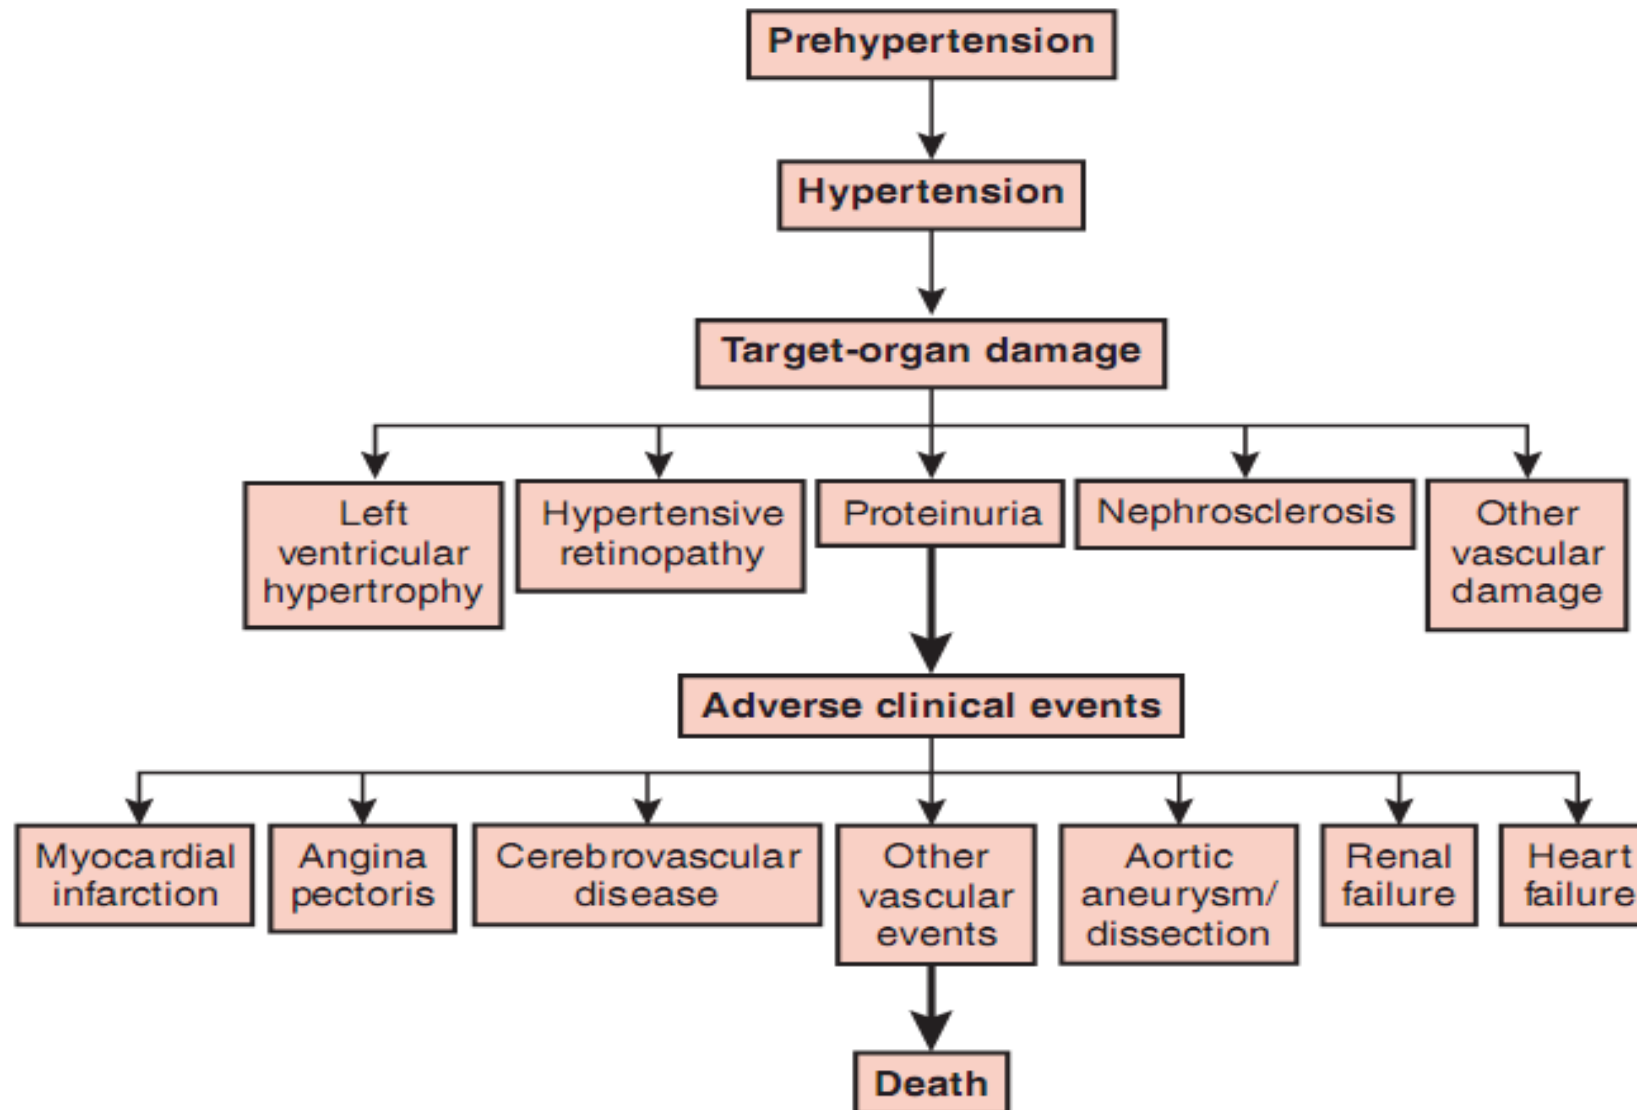 Prehypertension
Hypertension
Target-organ damage
Left
ventricular
hypertrophy
Hypertensive
retinopathy
Proteinuria
Nephrosclerosis
Other
vascular
damage
Adverse clinical events
Myocardial
infarction
Angina
pectoris
Cerebrovascular
disease
Other
vascular
events
Aortic
aneurysm/
dissection
Renal
failure
Heart
failure
Death